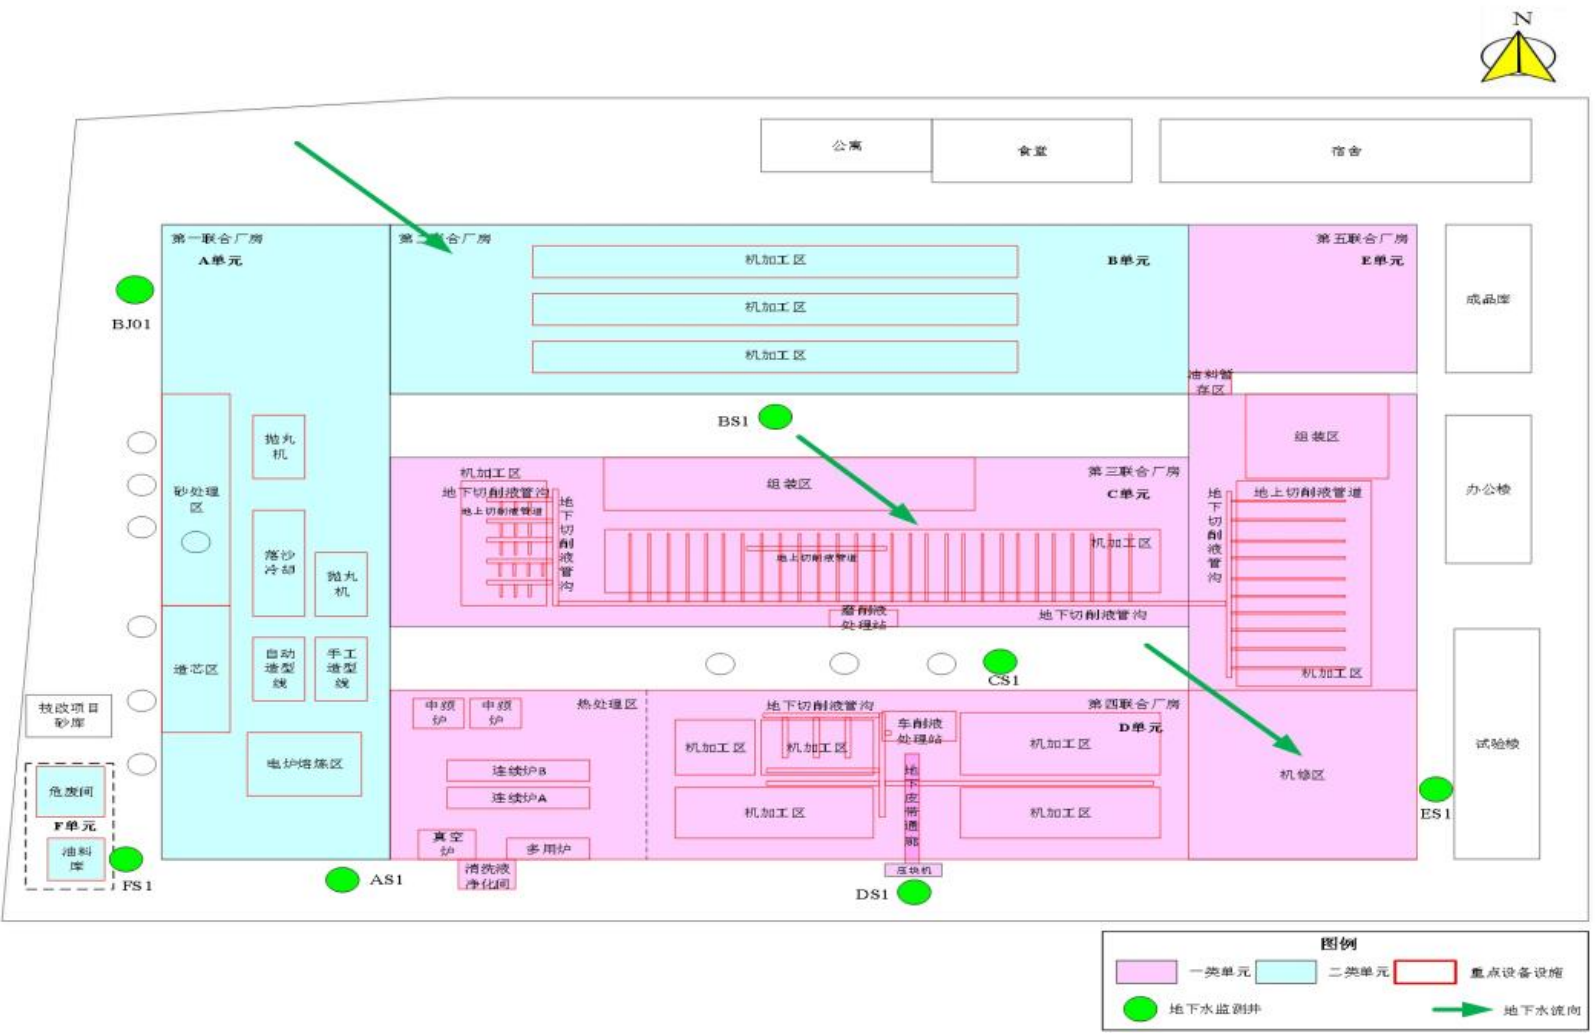 N
公寓
食堂
宿舍
第一联合厂房
A单元
第二联合厂房
机加工区
B单元
第五联合厂房
E单元
机加工区
机加工区
成品库
BJ01
油料暂
存区
BS1
抛丸
机
组装区
机加工区
组装区
第三联合厂房
C单元
地下切削液管沟
地上切削液管道
地下切削液管沟
地上切削液管道
机加工区
地下切削液管沟
地上切削液管道
办公楼
砂处理
区
落沙
冷却
抛丸
机
磨削液
处理站
地下切削液管沟
自动
造型
线
手工
造型
线
造芯区
CS1
机加工区
技改项目
砂库
中频
炉
中频
炉
热处理区
地下切削液管沟
第四联合厂房
D单元
车削液
处理站
机加工区
机加工区
机加工区
试验楼
电炉熔炼区
连续炉B
连续炉A
地下皮带通廊
机修区
危废间
F单元
油料
库
机加工区
机加工区
ES1
真空
炉
多用炉
清洗液
净化间
压块机
FS1
AS1
DS1
图例
一类单元
二类单元
重点设备设施
地下水监测井
地下水流向